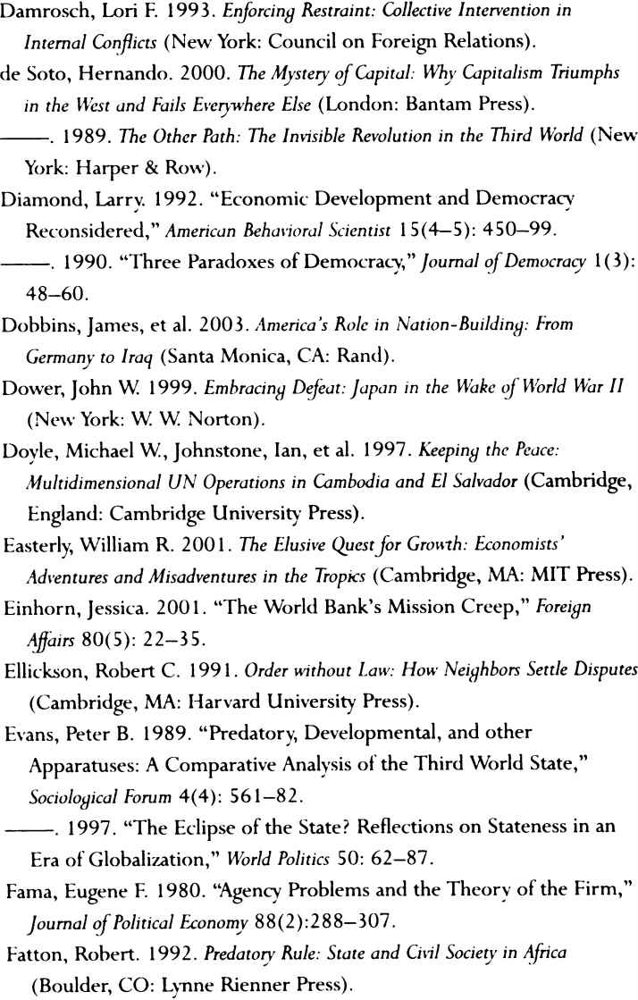 Damrosch, Lori F. 1993. Enforcing Restraint: Collective Intervention in
Internal Conflicts (New York: Council on Foreign Relations).
de Soto, Hernando. 2000. The Mystery of Capital: Why Capitalism Triumphs
in the West and Fails Everywhere Else (London: Bantam Press).
———. 1989. The Other Path: The Invisible Revolution in the Third World (New
York: Harper & Row).
Diamond, Larry. 1992. “Economic Development and Democracy
Reconsidered,” American Behavioral Scientist 15(4–5): 450–99.
———. 1990. “Three Paradoxes of Democracy,” Journal of Democracy 1(3):
48–60.
Dobbins, James, et al. 2003. America’s Role in Nation-Building: From
Germany to Iraq (Santa Monica, CA: Rand).
Dower, John W. 1999. Embracing Defeat: Japan in the Wake of World War II
(New York: W. W. Norton).
Doyle, Michael W., Johnstone, Ian, et al. 1997. Keeping the Peace:
Multidimensional UN Operations in Cambodia and El Salvador (Cambridge,
England: Cambridge University Press).
Easterly, William R. 2001. The Elusive Quest for Growth: Economists’
Adventures and Misadventures in the Tropics (Cambridge, MA: MIT Press).
Einhorn, Jessica. 2001. “The World Bank’s Mission Creep,” Foreign
Affairs 80(5): 22–35.
Ellickson, Robert C. 1991. Order without Law: How Neighbors Settle Disputes
(Cambridge, MA: Harvard University Press).
Evans, Peter B. 1989. “Predatory, Developmental, and other
Apparatuses: A Comparative Analysis of the Third World State,”
Sociological Forum 4(4): 561–82.
———. 1997. “The Eclipse of the State? Reflections on Stateness in an
Era of Globalization,” World Politics 50: 62–87.
Fama, Eugene F. 1980. “Agency Problems and the Theory of the Firm,”
Journal of Political Economy 88(2):288–307.
Fatton, Robert. 1992. Predatory Rule: State and Civil Society in Africa
(Boulder, CO: Lynne Rienner Press).